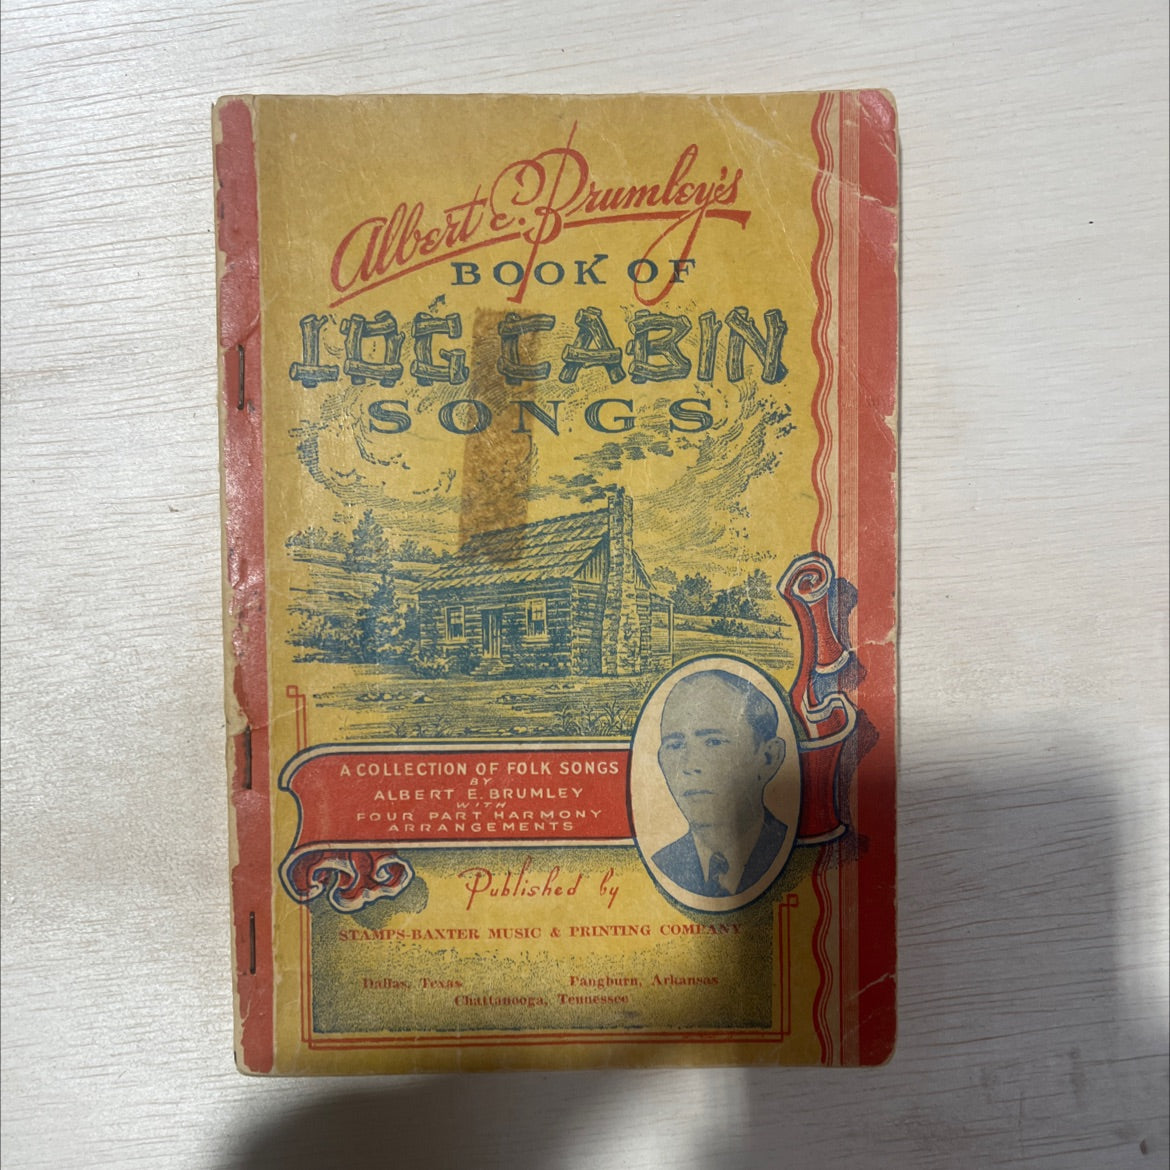 Albert E. Brumley's
BOOK OF
LOG CABIN
SONGS
A COLLECTION OF FOLK SONGS
BY
ALBERT E. BRUMLEY
WITH
FOUR PART HARMONY
ARRANGEMENTS
Published by
STAMPS-BAXTER MUSIC & PRINTING COMPANY
Dallas, Texas Pangburn, Arkansas
Chattanooga, Tennessee